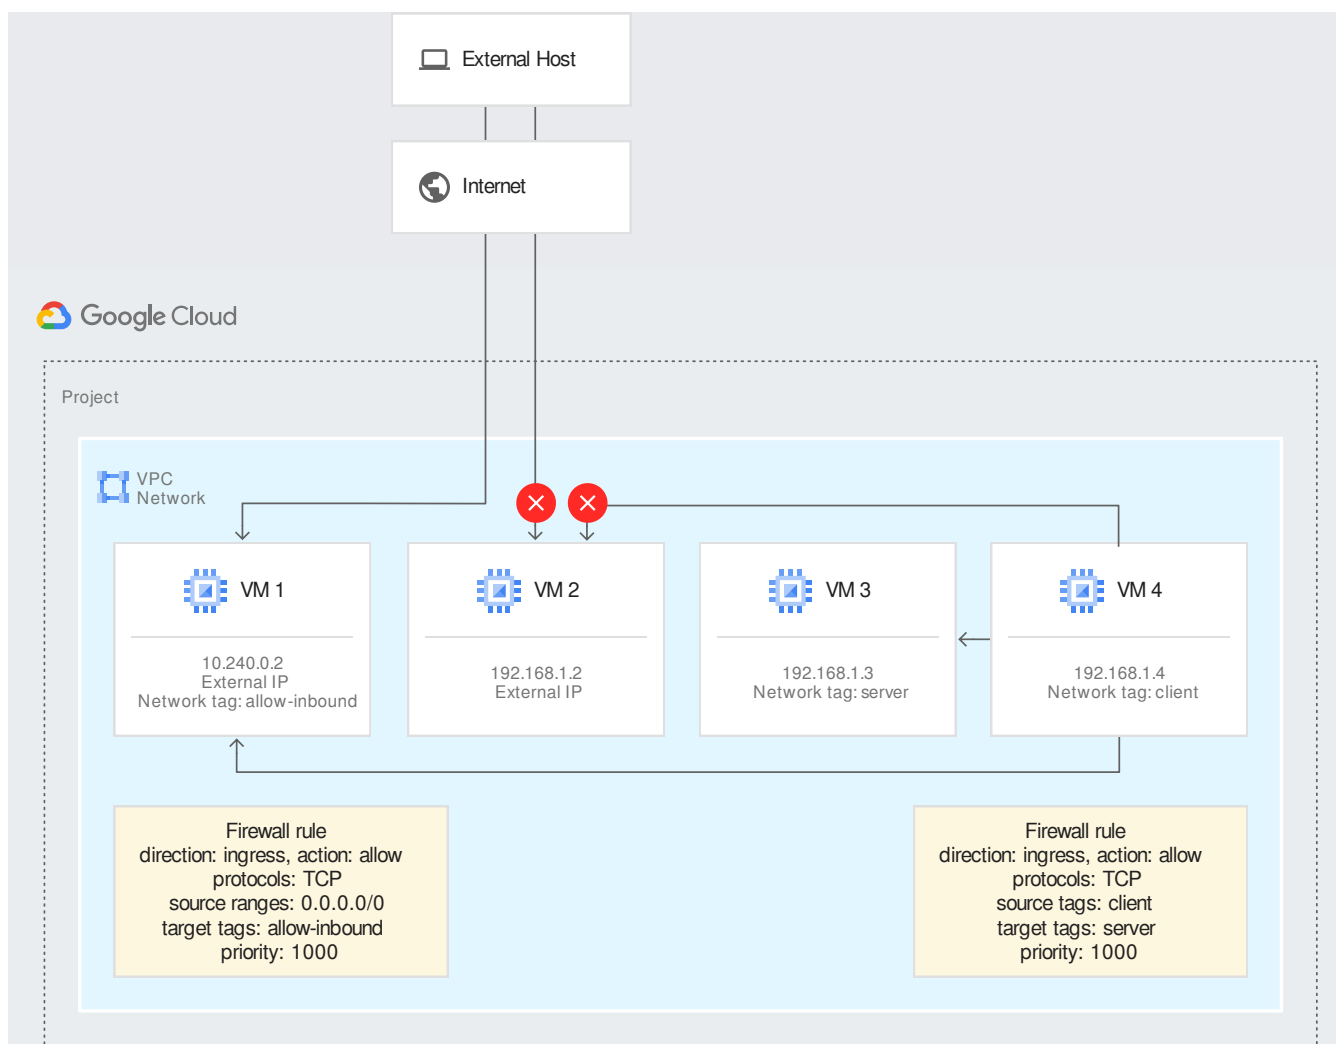 External Host
Internet
Google Cloud
Project
VPC
Network
VM 1
10.240.0.2
External IP
Network tag: allow-inbound
VM 2
192.168.1.2
External IP
VM 3
192.168.1.3
Network tag: server
VM 4
192.168.1.4
Network tag: client
Firewall rule
direction: ingress, action: allow
protocols: TCP
source ranges: 0.0.0.0/0
target tags: allow-inbound
priority: 1000
Firewall rule
direction: ingress, action: allow
protocols: TCP
source tags: client
target tags: server
priority: 1000